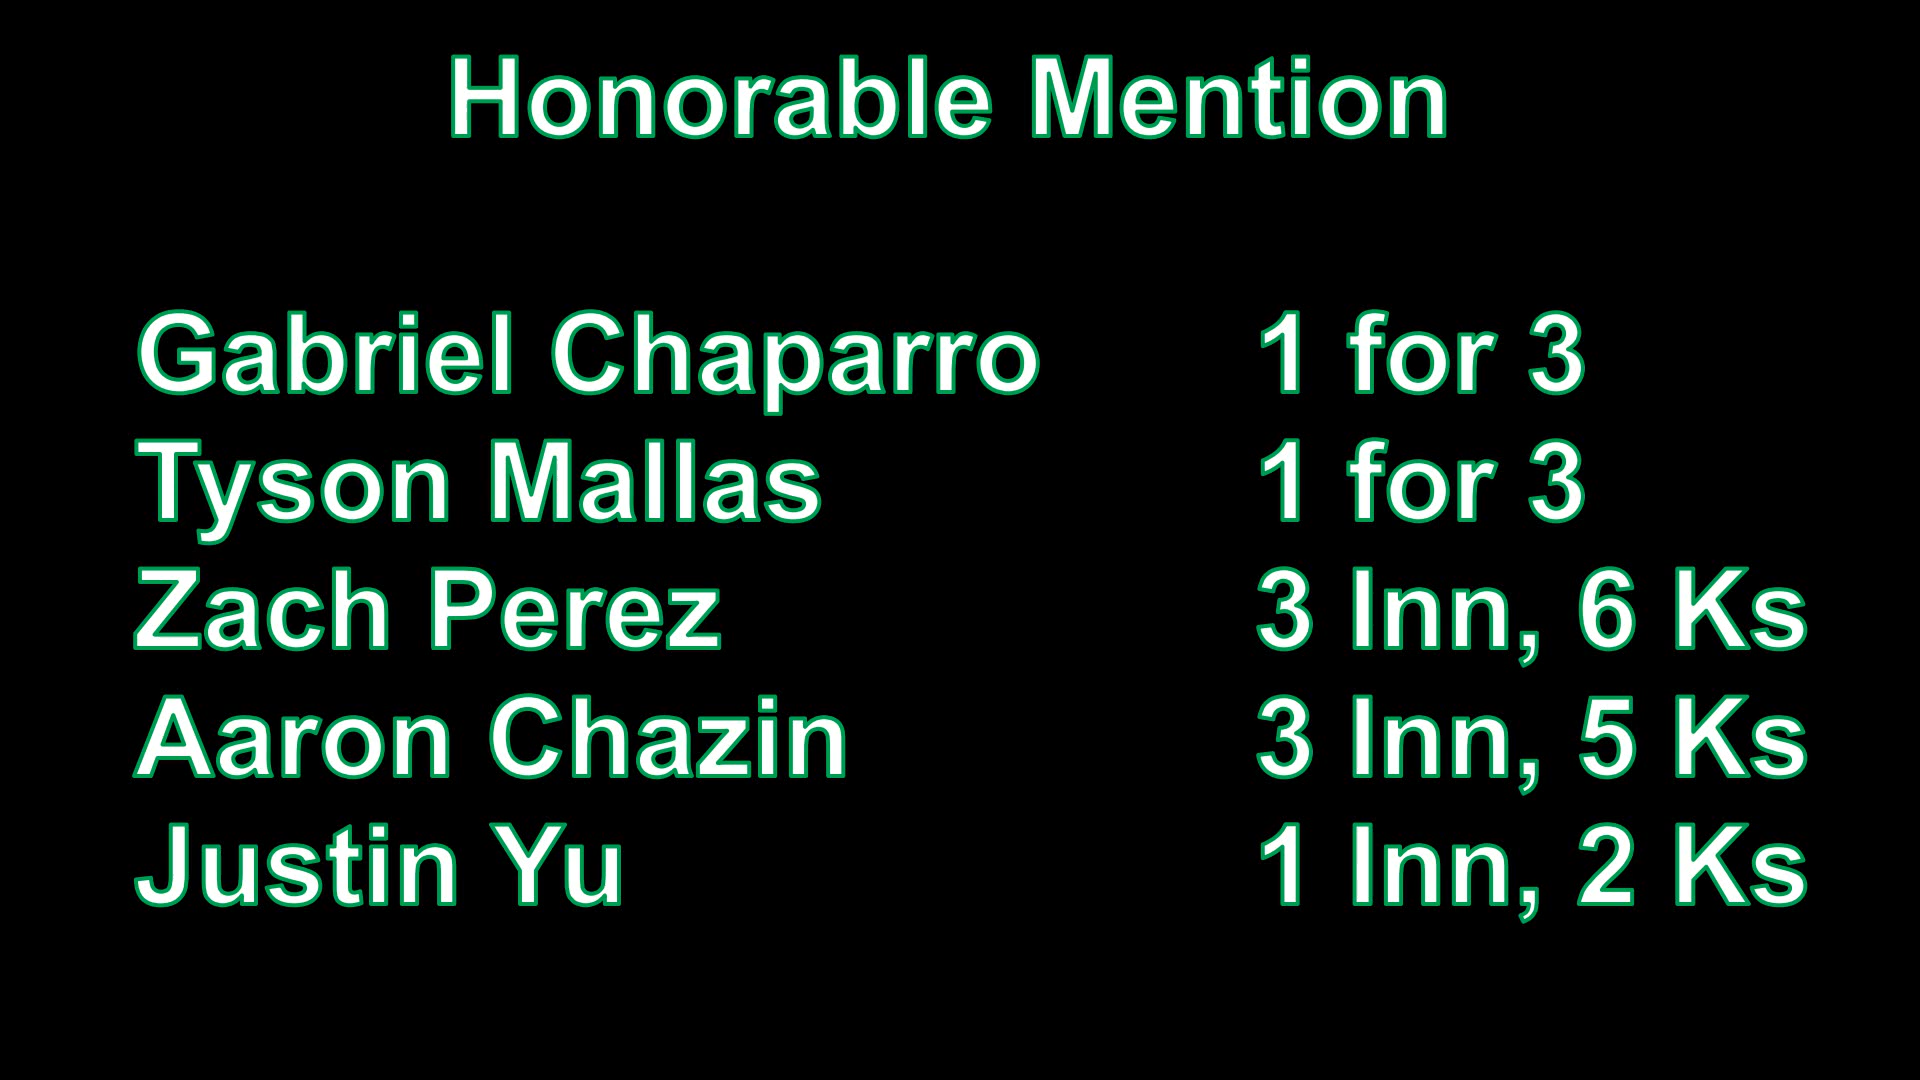 Honorable Mention
Gabriel Chaparro 1 for 3
Tyson Mallas 1 for 3
Zach Perez 3 Inn, 6 Ks
Aaron Chazin 3 Inn, 5 Ks
Justin Yu 1 Inn, 2 Ks